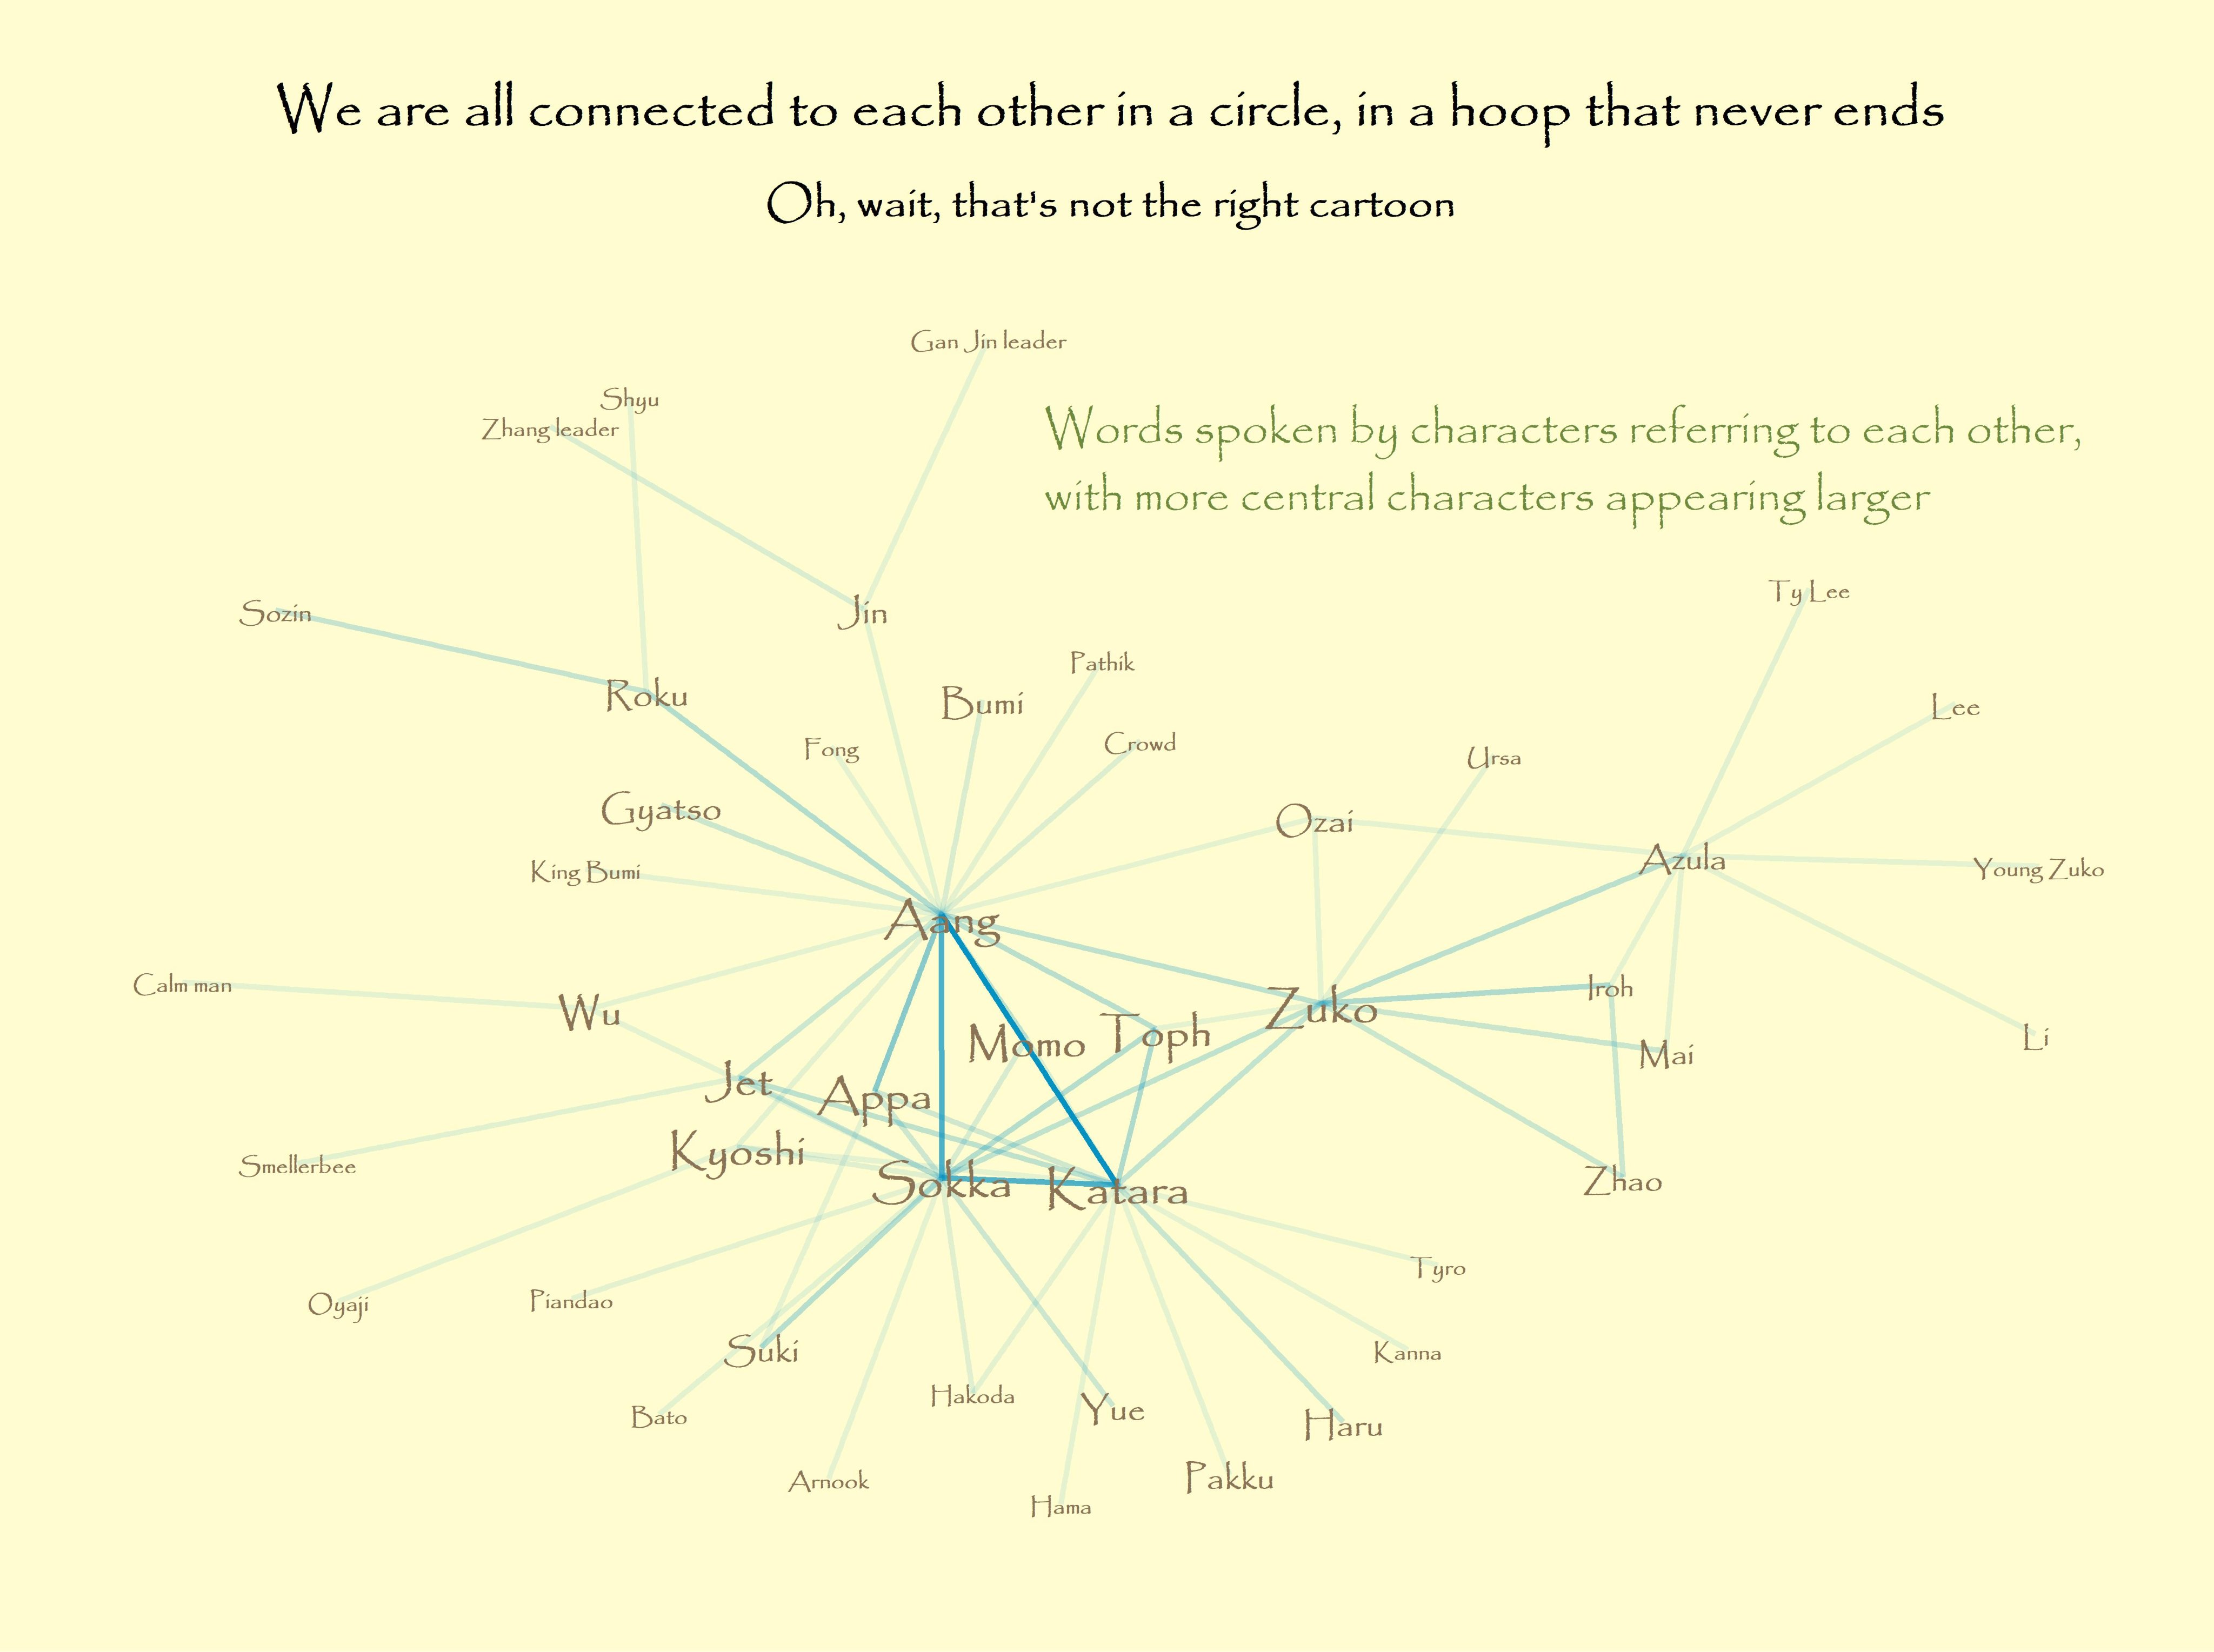 We are all connected to each other in a circle, in a hoop that never ends
Oh, wait, that's not the right cartoon
Gan Jin leader
Shyu
Zhang leader
Words spoken by characters referring to each other,
with more central characters appearing larger
Ty Lee
Sozin
Jin
Pathik
Roku
Bumi
Lee
Fong
Crowd
Ursa
Gyatso
Ozai
King Bumi
Azula
Young Zuko
Aang
Calm man
Iroh
Wu
Zuko
Toph
Momo
Mai
Li
Jet
Appa
Kyoshi
Smellerbee
Sokka
Katara
Zhao
Tyro
Oyaji
Piandao
Suki
Kanna
Hakoda
Bato
Yue
Haru
Arnook
Pakku
Hama